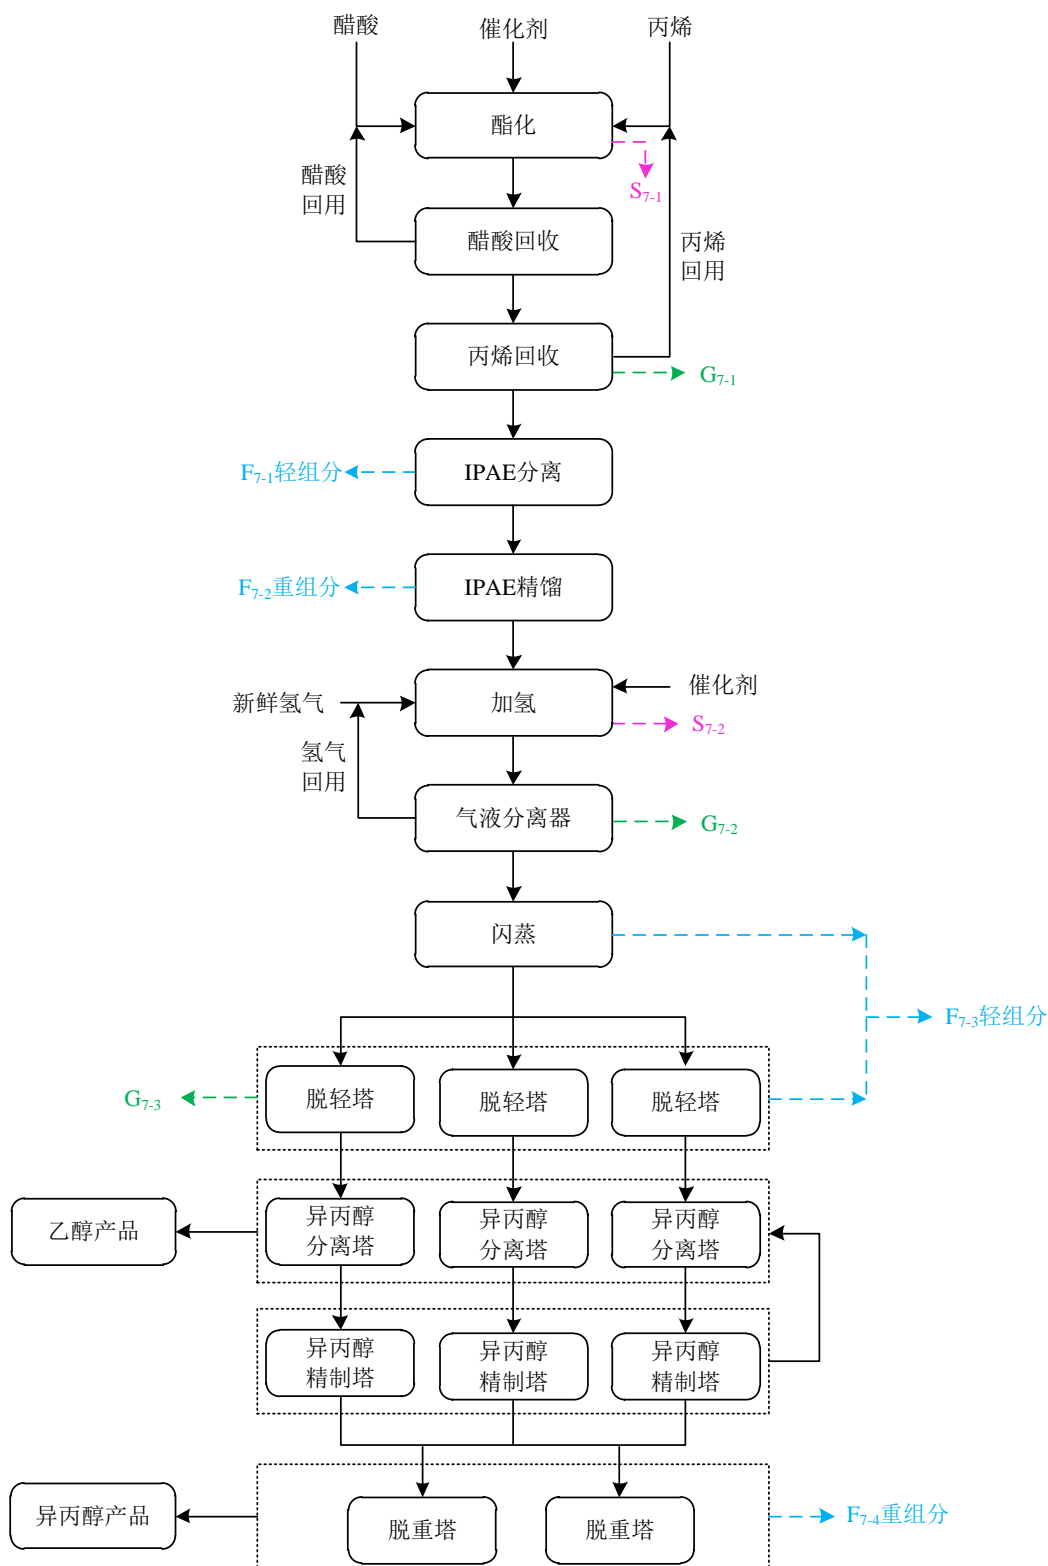 醋酸
催化剂
丙烯
酯化
S7-1
醋酸
回用
醋酸回收
丙烯
回用
丙烯回收
G7-1
IPAE分离
F7-1轻组分
IPAE精馏
F7-2重组分
新鲜氢气
加氢
催化剂
S7-2
氢气
回用
气液分离器
G7-2
闪蒸
F7-3轻组分
G7-3
脱轻塔
脱轻塔
脱轻塔
乙醇产品
异丙醇
分离塔
异丙醇
分离塔
异丙醇
分离塔
异丙醇
精制塔
异丙醇
精制塔
异丙醇
精制塔
异丙醇产品
脱重塔
脱重塔
F7-4重组分